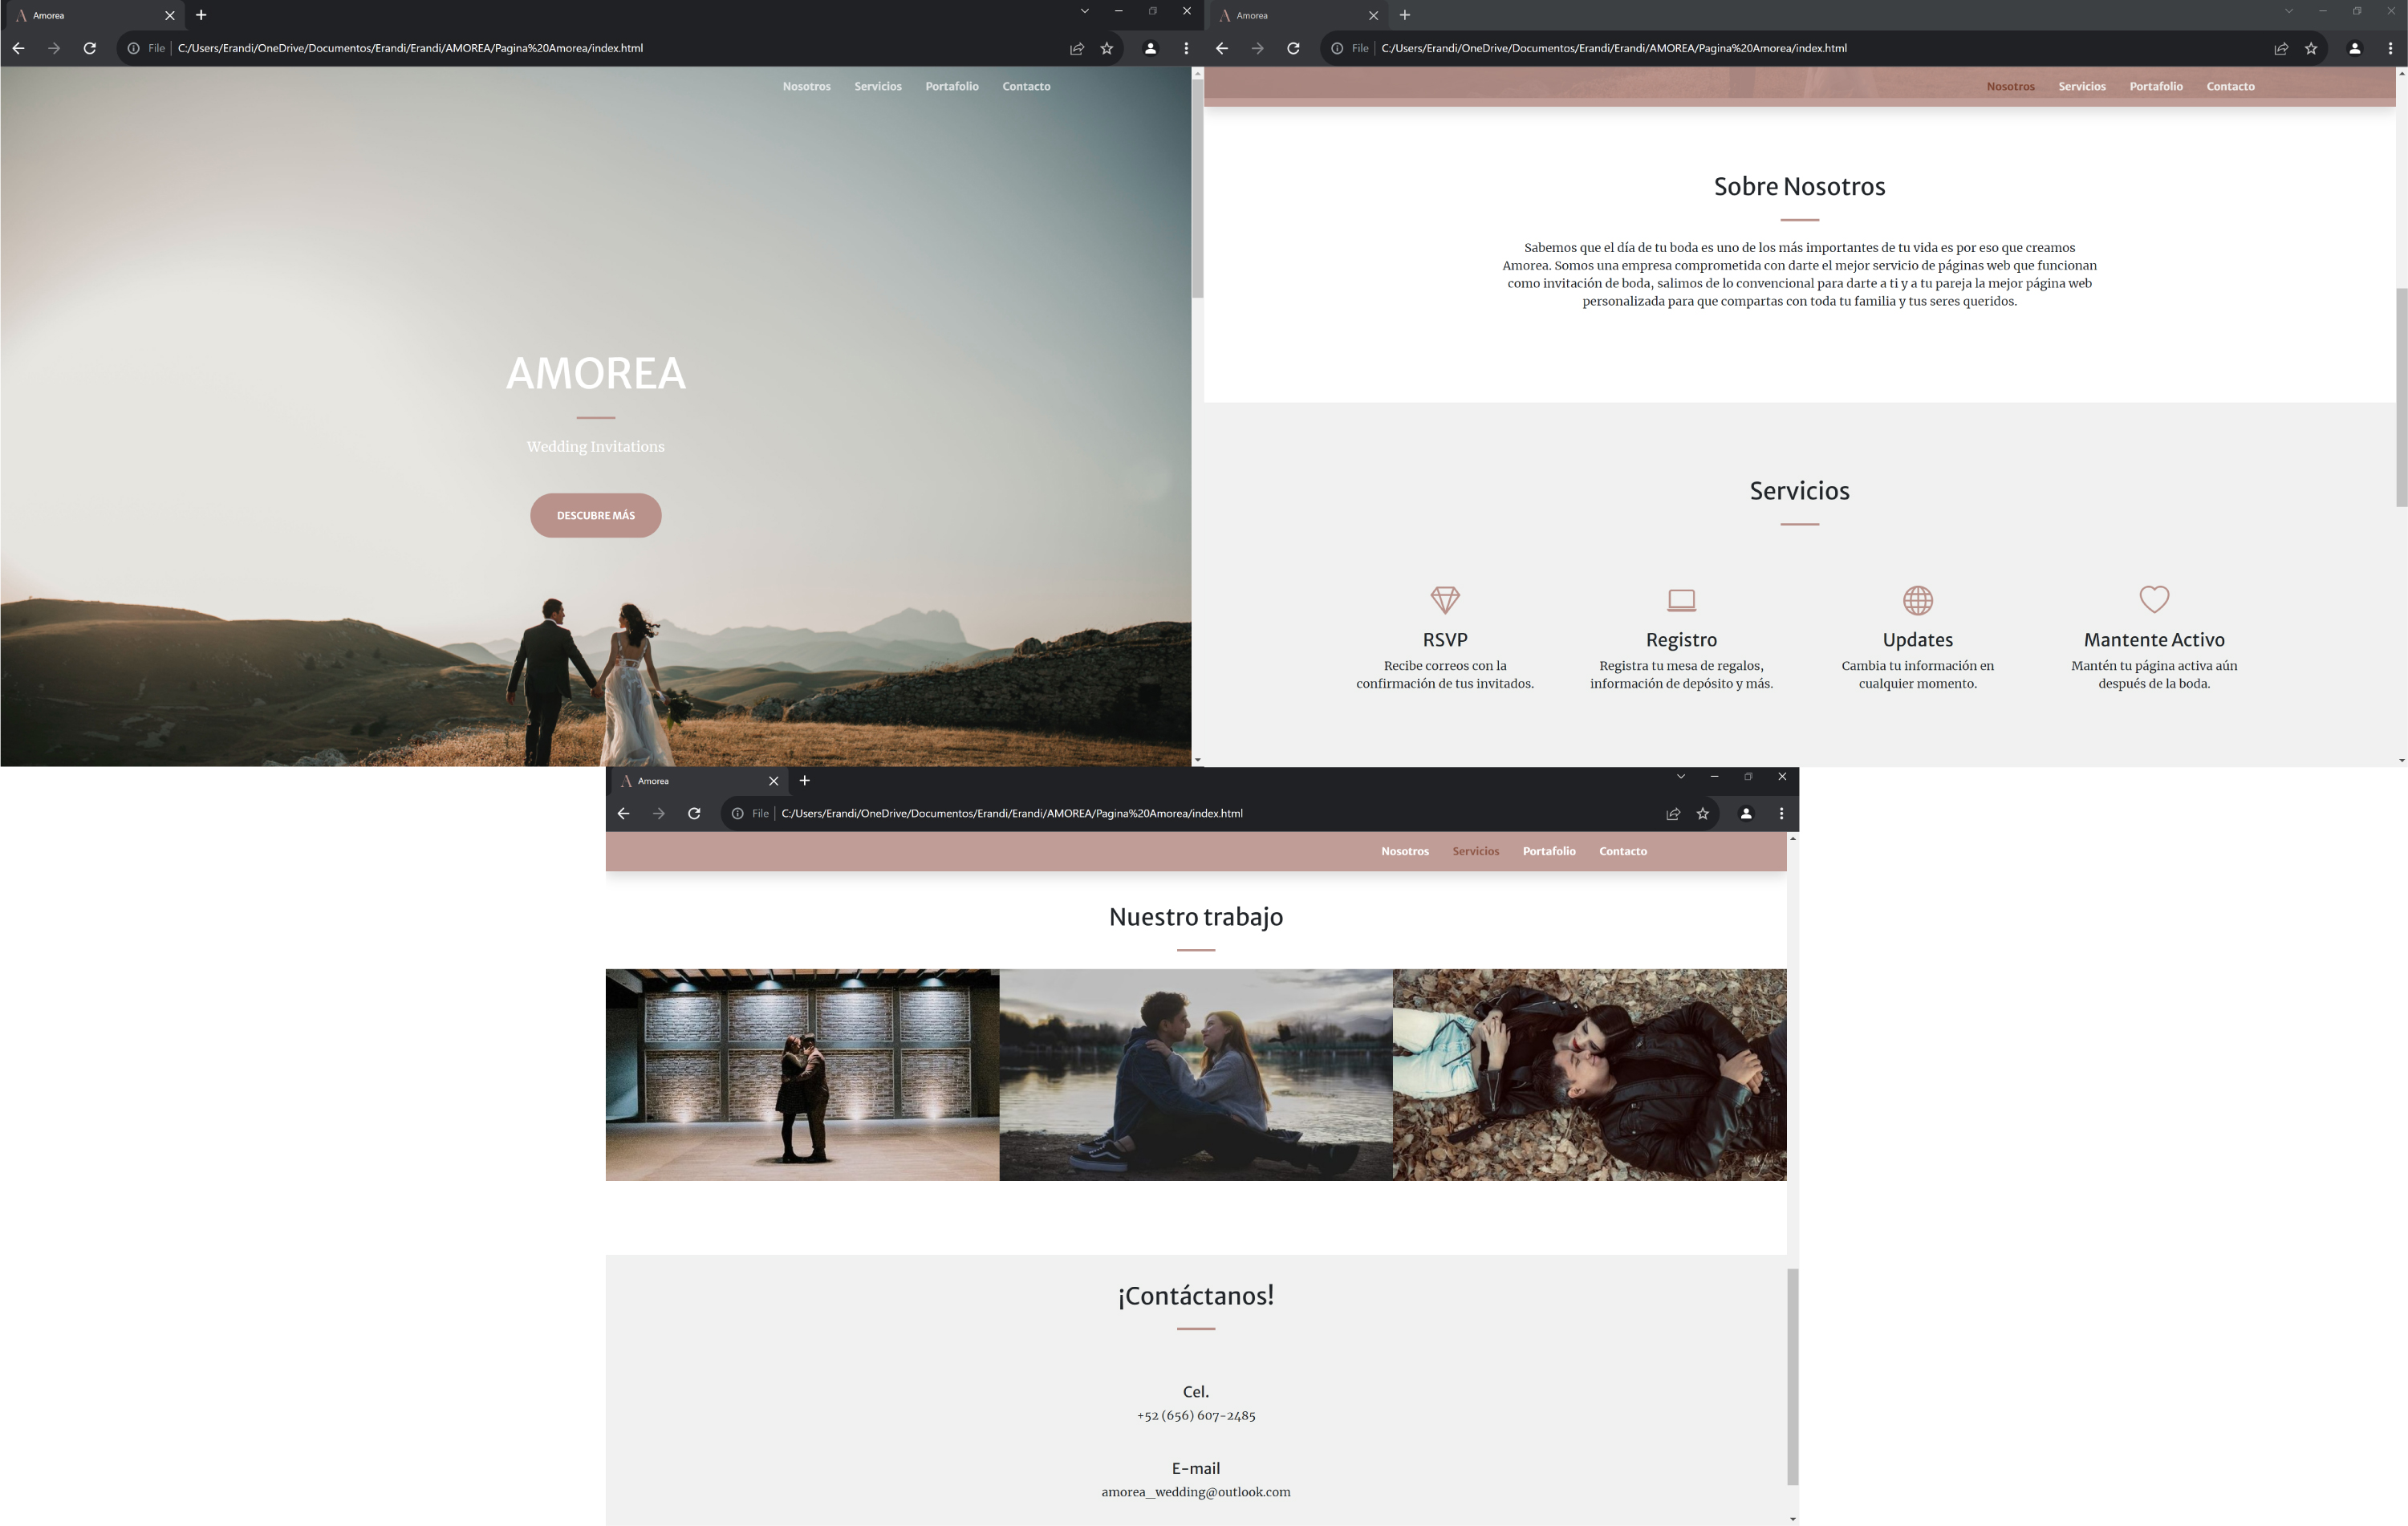 Amorea
File C:/Users/Erandi/OneDrive/Documentos/Erandi/Erandi/AMOREA/Pagina%20Amorea/index.html
Nosotros Servicios Portafolio Contacto
AMOREA
Wedding Invitations
DESCUBRE MÁS
Amorea
File C:/Users/Erandi/OneDrive/Documentos/Erandi/Erandi/AMOREA/Pagina%20Amorea/index.html
Nosotros Servicios Portafolio Contacto
Sobre Nosotros
Sabemos que el día de tu boda es uno de los más importantes de tu vida es por eso que creamos
Amorea. Somos una empresa comprometida con darte el mejor servicio de páginas web que funcionan
como invitación de boda, salimos de lo convencional para darte a ti y a tu pareja la mejor página web
personalizada para que compartas con toda tu familia y tus seres queridos.
Servicios
RSVP
Recibe correos con la
confirmación de tus invitados.
Registro
Registra tu mesa de regalos,
información de depósito y más.
Updates
Cambia tu información en
cualquier momento.
Mantente Activo
Mantén tu página activa aún
después de la boda.
Amorea
File C:/Users/Erandi/OneDrive/Documentos/Erandi/Erandi/AMOREA/Pagina%20Amorea/index.html
Nosotros Servicios Portafolio Contacto
Nuestro trabajo
¡Contáctanos!
Cel.
+52 (656) 607-2485
E-mail
amorea_wedding@outlook.com